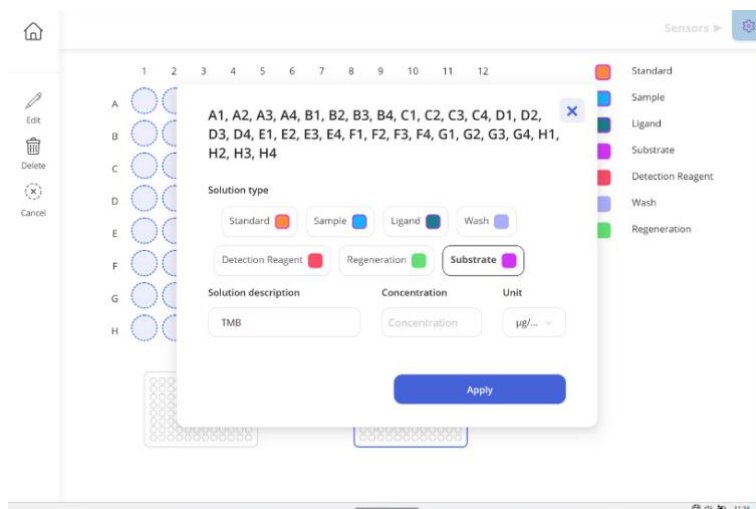 Sensors
1 2 3 4 5 6 7 8 9 10 11 12
Standard
Sample
Ligand
Substrate
Detection Reagent
Wash
Regeneration
Edit
Delete
Cancel
A
B
C
D
E
F
G
H
A1, A2, A3, A4, B1, B2, B3, B4, C1, C2, C3, C4, D1, D2,
D3, D4, E1, E2, E3, E4, F1, F2, F3, F4, G1, G2, G3, G4, H1,
H2, H3, H4
Solution type
Standard Sample Ligand Wash
Detection Reagent Regeneration Substrate
Solution description Concentration Unit
TMB Concentration µg/...
Apply